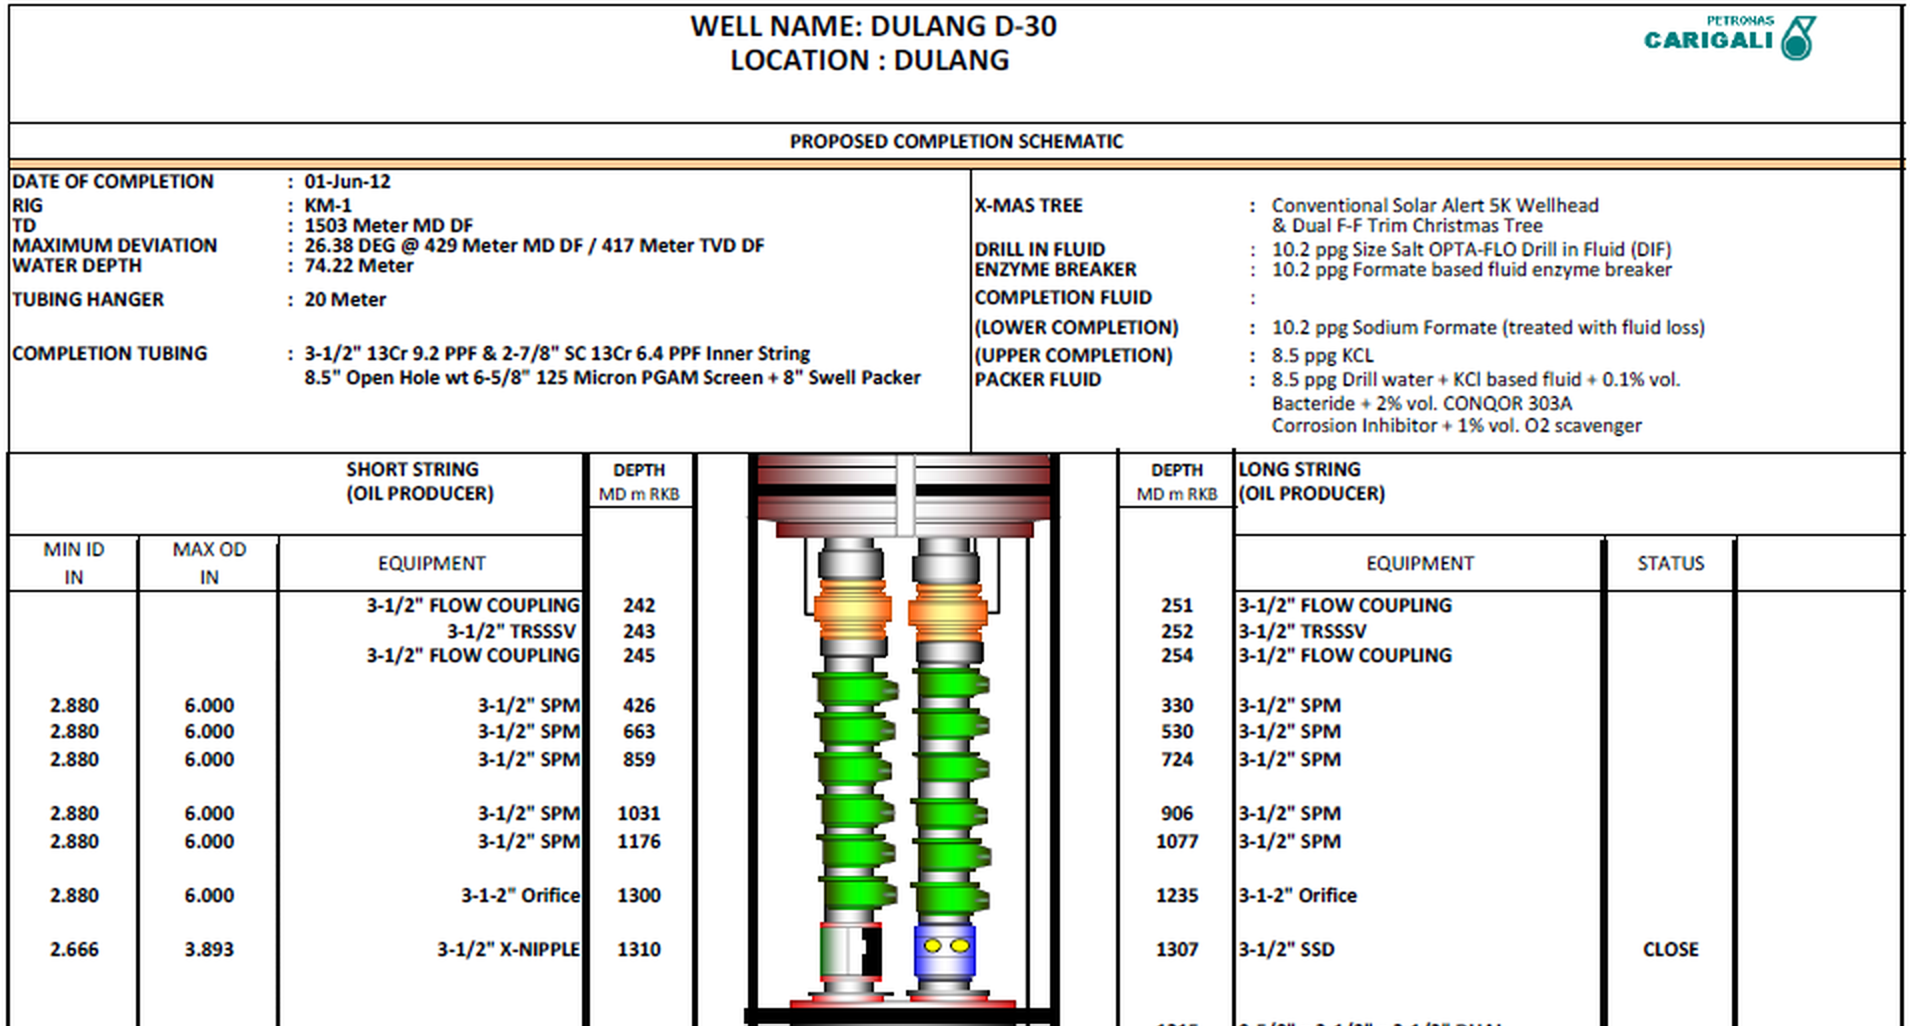 WELL NAME: DULANG D-30
LOCATION : DULANG
PETRONAS
CARIGALI
PROPOSED COMPLETION SCHEMATIC
DATE OF COMPLETION : 01-Jun-12
RIG : KM-1
TD : 1503 Meter MD DF
MAXIMUM DEVIATION : 26.38 DEG @ 429 Meter MD DF / 417 Meter TVD DF
WATER DEPTH : 74.22 Meter
TUBING HANGER : 20 Meter
COMPLETION TUBING : 3-1/2" 13Cr 9.2 PPF & 2-7/8" SC 13Cr 6.4 PPF Inner String
8.5" Open Hole wt 6-5/8" 125 Micron PGAM Screen + 8" Swell Packer
X-MAS TREE : Conventional Solar Alert 5K Wellhead
& Dual F-F Trim Christmas Tree
DRILL IN FLUID : 10.2 ppg Size Salt OPTA-FLO Drill in Fluid (DIF)
ENZYME BREAKER : 10.2 ppg Formate based fluid enzyme breaker
COMPLETION FLUID :
(LOWER COMPLETION) : 10.2 ppg Sodium Formate (treated with fluid loss)
(UPPER COMPLETION) : 8.5 ppg KCL
PACKER FLUID : 8.5 ppg Drill water + KCl based fluid + 0.1% vol.
Bacteride + 2% vol. CONQOR 303A
Corrosion Inhibitor + 1% vol. O2 scavenger
SHORT STRING DEPTH DEPTH LONG STRING
(OIL PRODUCER) MD m RKB MD m RKB (OIL PRODUCER)
MIN ID MAX OD EQUIPMENT EQUIPMENT STATUS
IN IN
3-1/2" FLOW COUPLING 242 251 3-1/2" FLOW COUPLING
3-1/2" TRSSSV 243 252 3-1/2" TRSSSV
3-1/2" FLOW COUPLING 245 254 3-1/2" FLOW COUPLING
2.880 6.000 3-1/2" SPM 426 330 3-1/2" SPM
2.880 6.000 3-1/2" SPM 663 530 3-1/2" SPM
2.880 6.000 3-1/2" SPM 859 724 3-1/2" SPM
2.880 6.000 3-1/2" SPM 1031 906 3-1/2" SPM
2.880 6.000 3-1/2" SPM 1176 1077 3-1/2" SPM
2.880 6.000 3-1-2" Orifice 1300 1235 3-1-2" Orifice
2.666 3.893 3-1/2" X-NIPPLE 1310 1307 3-1/2" SSD CLOSE